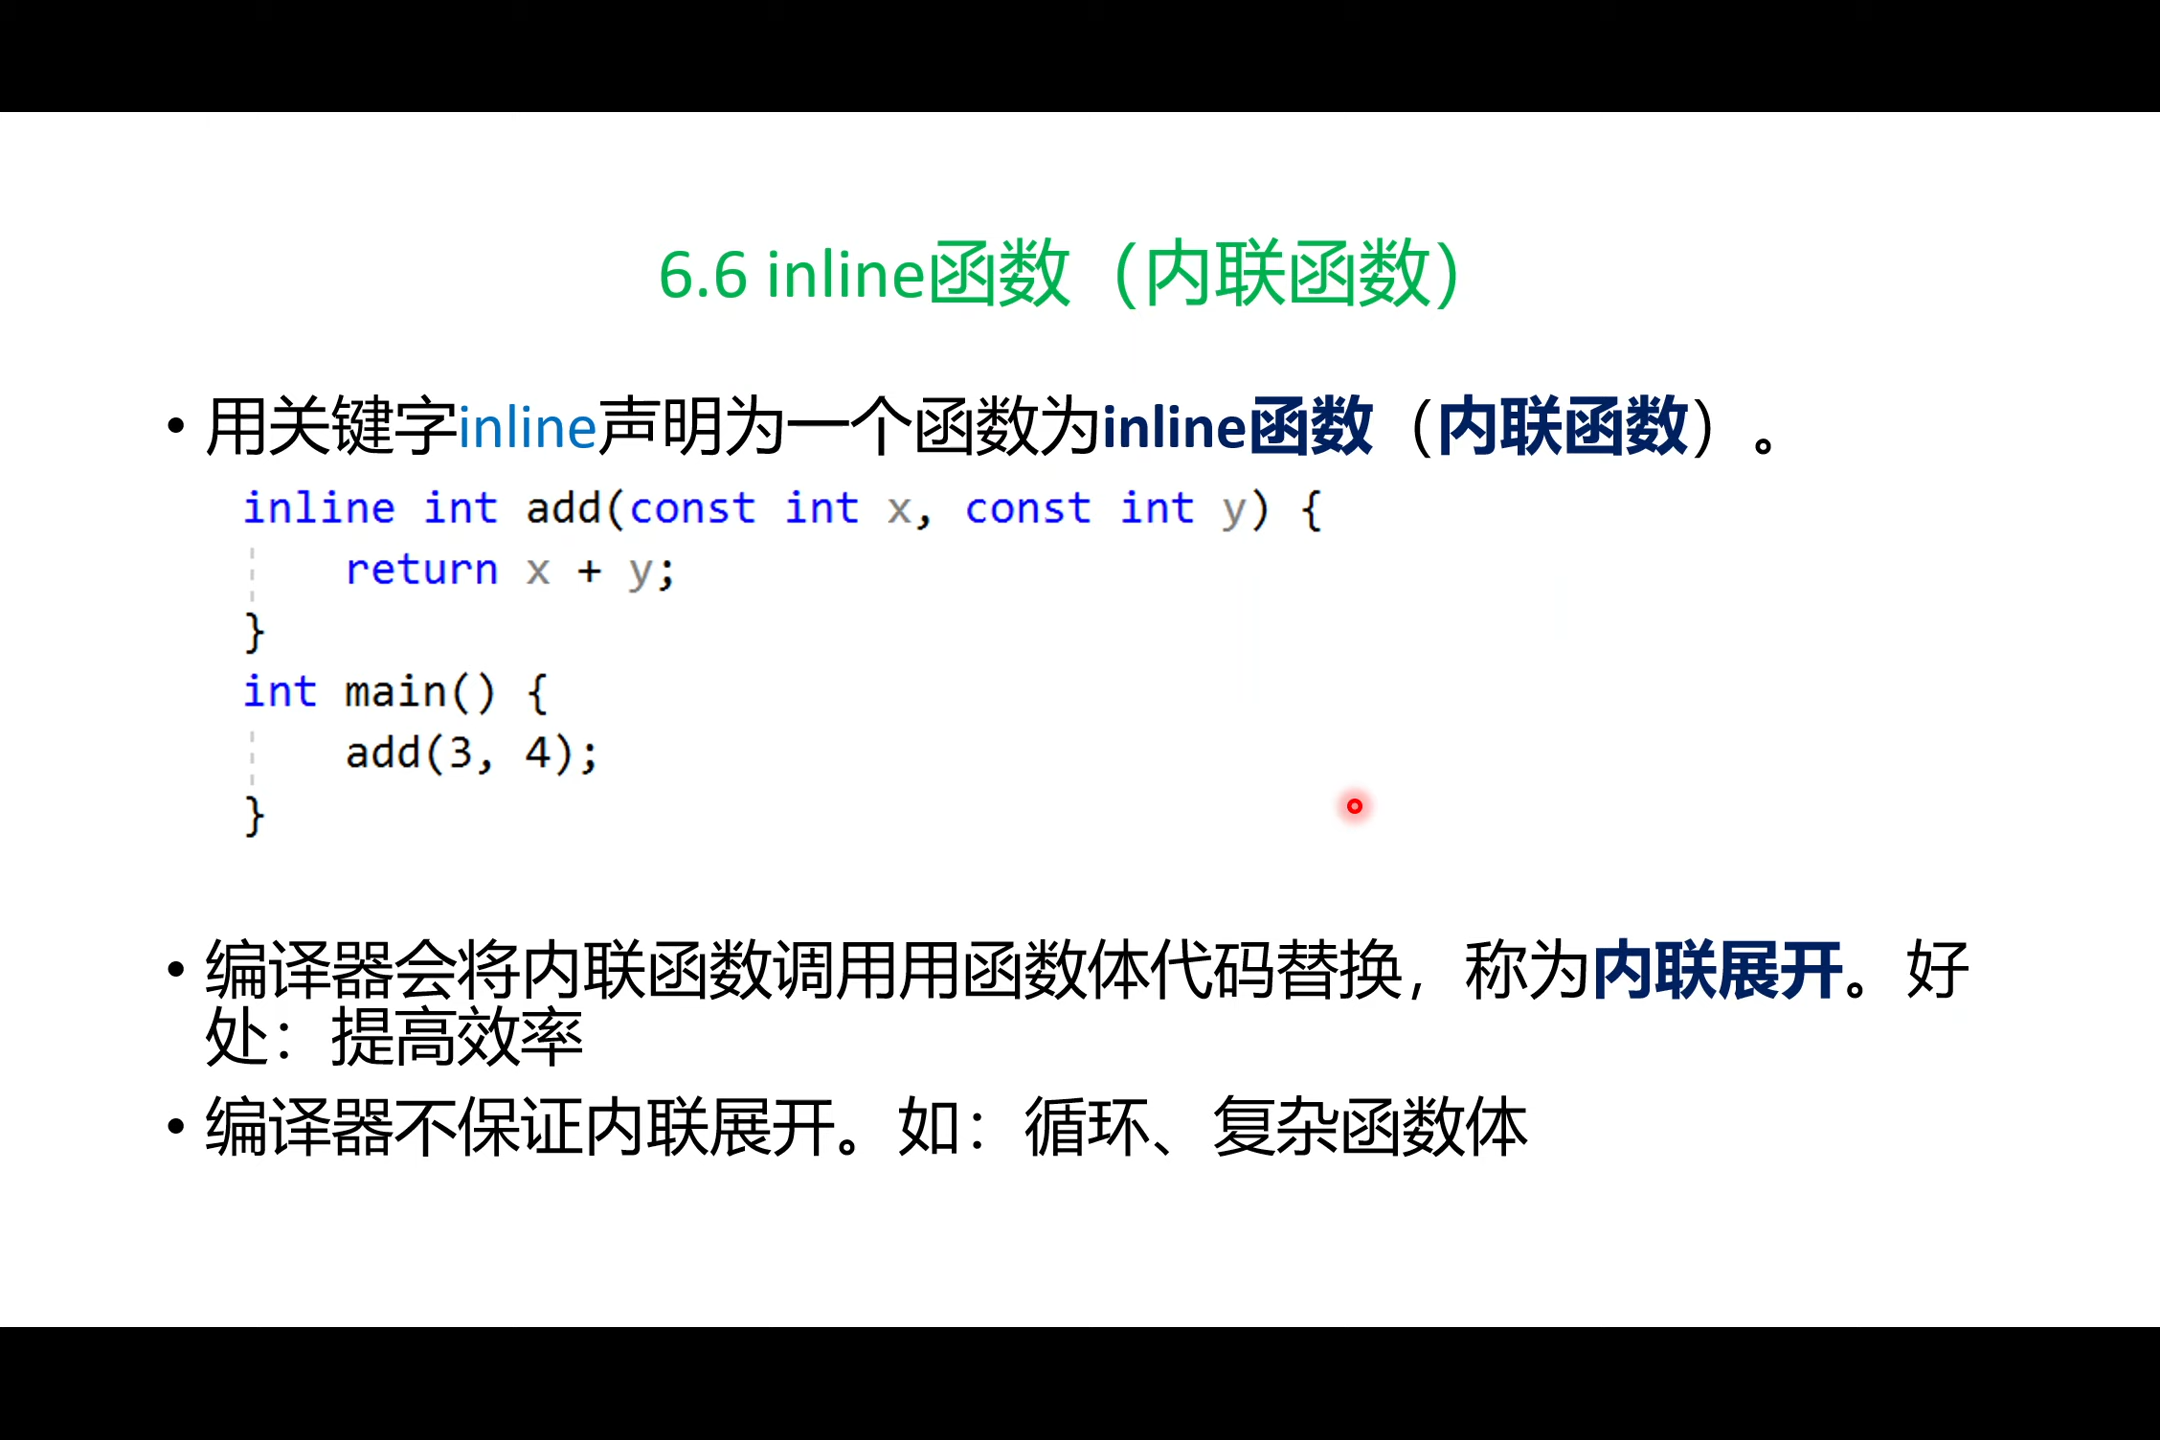 6.6 inline函数（内联函数）
• 用关键字inline声明为一个函数为inline函数（内联函数）。
inline int add(const int x, const int y) {
    return x + y;
}
int main() {
    add(3, 4);
}
• 编译器会将内联函数调用用函数体代码替换，称为内联展开。好
处：提高效率
• 编译器不保证内联展开。如：循环、复杂函数体